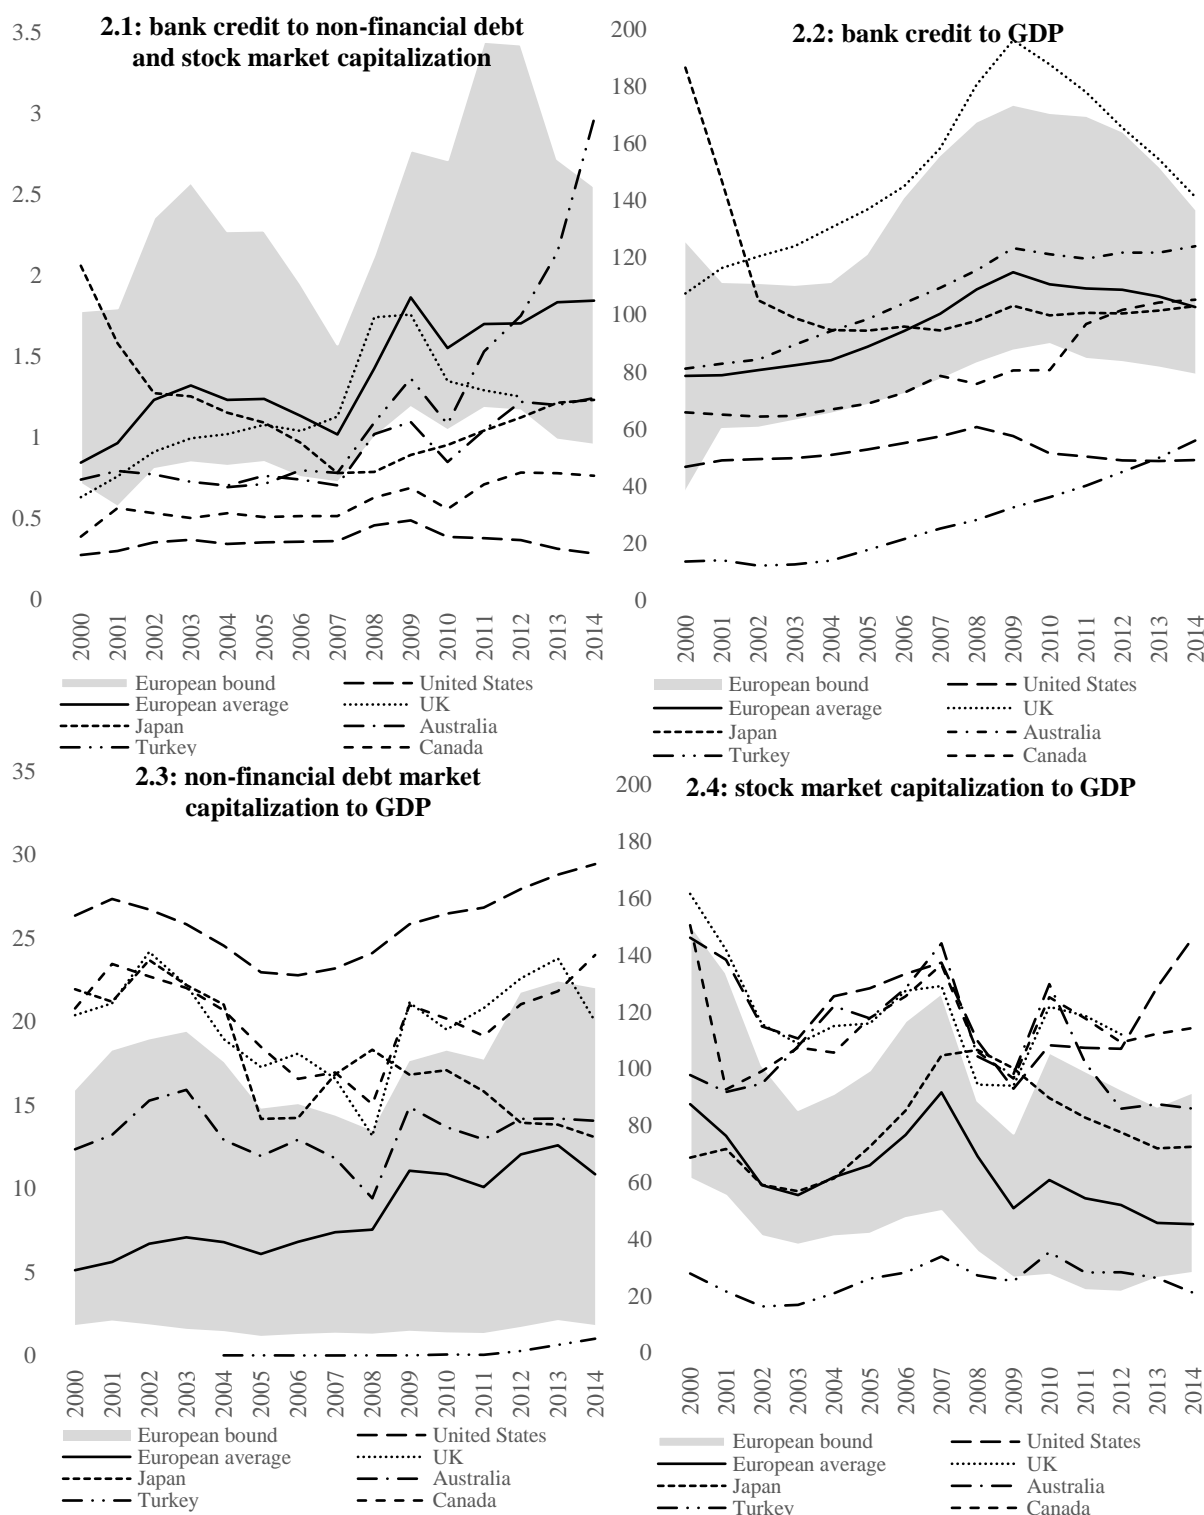 2.1: bank credit to non-financial debt
and stock market capitalization
3.5
3
2.5
2
1.5
1
0.5
0
2000
2001
2002
2003
2004
2005
2006
2007
2008
2009
2010
2011
2012
2013
2014
European bound
United States
European average
UK
Japan
Australia
Turkey
Canada
2.2: bank credit to GDP
200
180
160
140
120
100
80
60
40
20
0
2000
2001
2002
2003
2004
2005
2006
2007
2008
2009
2010
2011
2012
2013
2014
European bound
United States
European average
UK
Japan
Australia
Turkey
Canada
2.3: non-financial debt market
capitalization to GDP
35
30
25
20
15
10
5
0
2000
2001
2002
2003
2004
2005
2006
2007
2008
2009
2010
2011
2012
2013
2014
European bound
United States
European average
UK
Japan
Australia
Turkey
Canada
2.4: stock market capitalization to GDP
200
180
160
140
120
100
80
60
40
20
0
2000
2001
2002
2003
2004
2005
2006
2007
2008
2009
2010
2011
2012
2013
2014
European bound
United States
European average
UK
Japan
Australia
Turkey
Canada